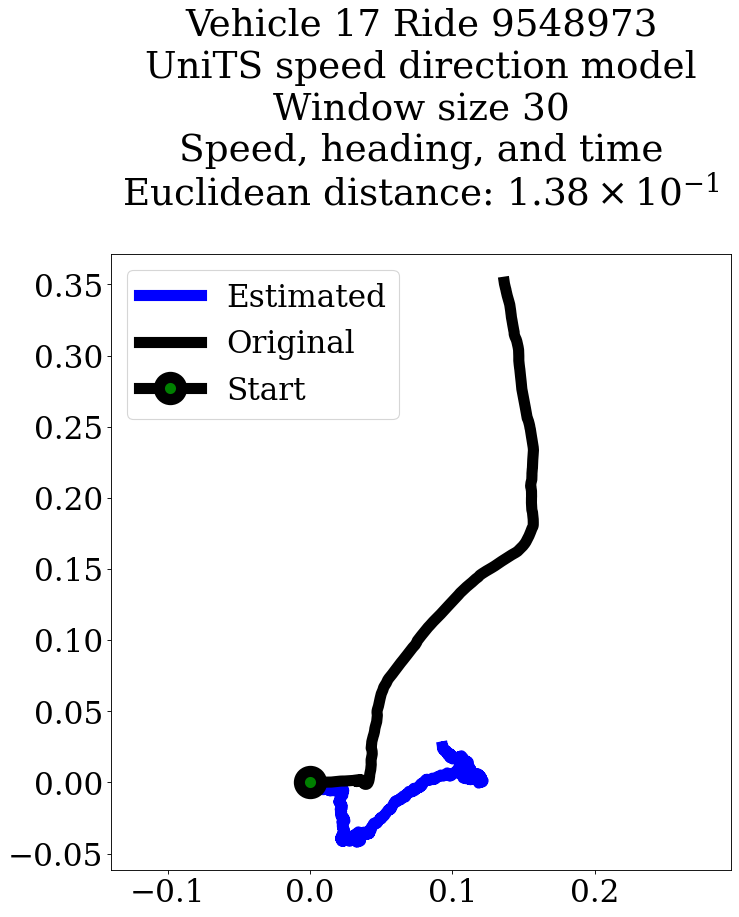 Vehicle 17 Ride 9548973
UniTS speed direction model
Window size 30
Speed, heading, and time
Euclidean distance: 1.38 × 10⁻¹
Estimated
Original
Start
0.35
0.30
0.25
0.20
0.15
0.10
0.05
0.00
−0.05
−0.1 0.0 0.1 0.2